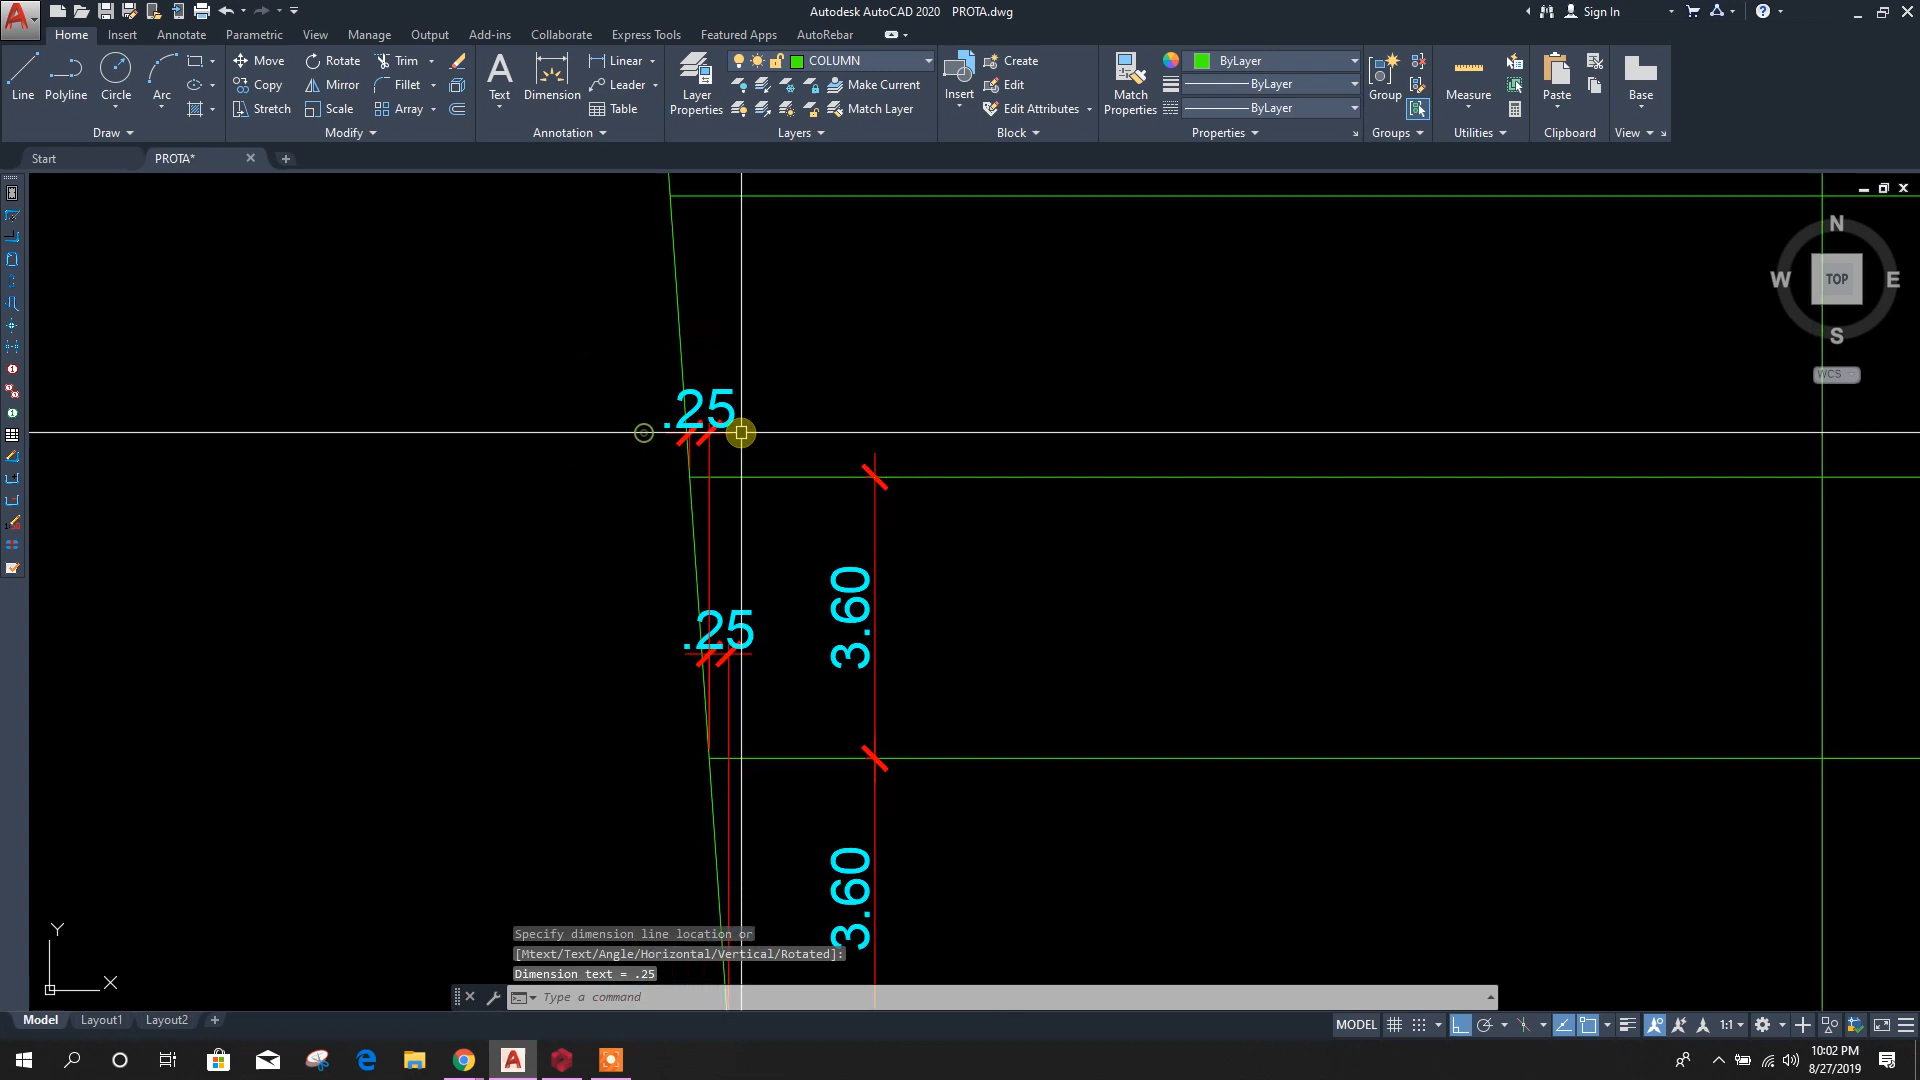 Autodesk AutoCAD 2020 PROTA.dwg
Sign In
Home Insert Annotate Parametric View Manage Output Add-ins Collaborate Express Tools Featured Apps AutoRebar
Line Polyline Circle Arc
Move Rotate Trim
Copy Mirror Fillet
Stretch Scale Array
Text Dimension
Linear
Leader
Table
Layer Properties
COLUMN
Make Current
Match Layer
Insert
Create
Edit
Edit Attributes
Match Properties
ByLayer
ByLayer
ByLayer
Group
Measure
Paste
Base
Draw Modify Annotation Layers Block Properties Groups Utilities Clipboard View
Start PROTA*
N
W TOP E
S
WCS
.25
.25
3.60
3.60
Y
X
Specify dimension line location or
[Mtext/Text/Angle/Horizontal/Vertical/Rotated]:
Dimension text = .25
Type a command
Model Layout1 Layout2
MODEL 1:1
10:02 PM
8/27/2019